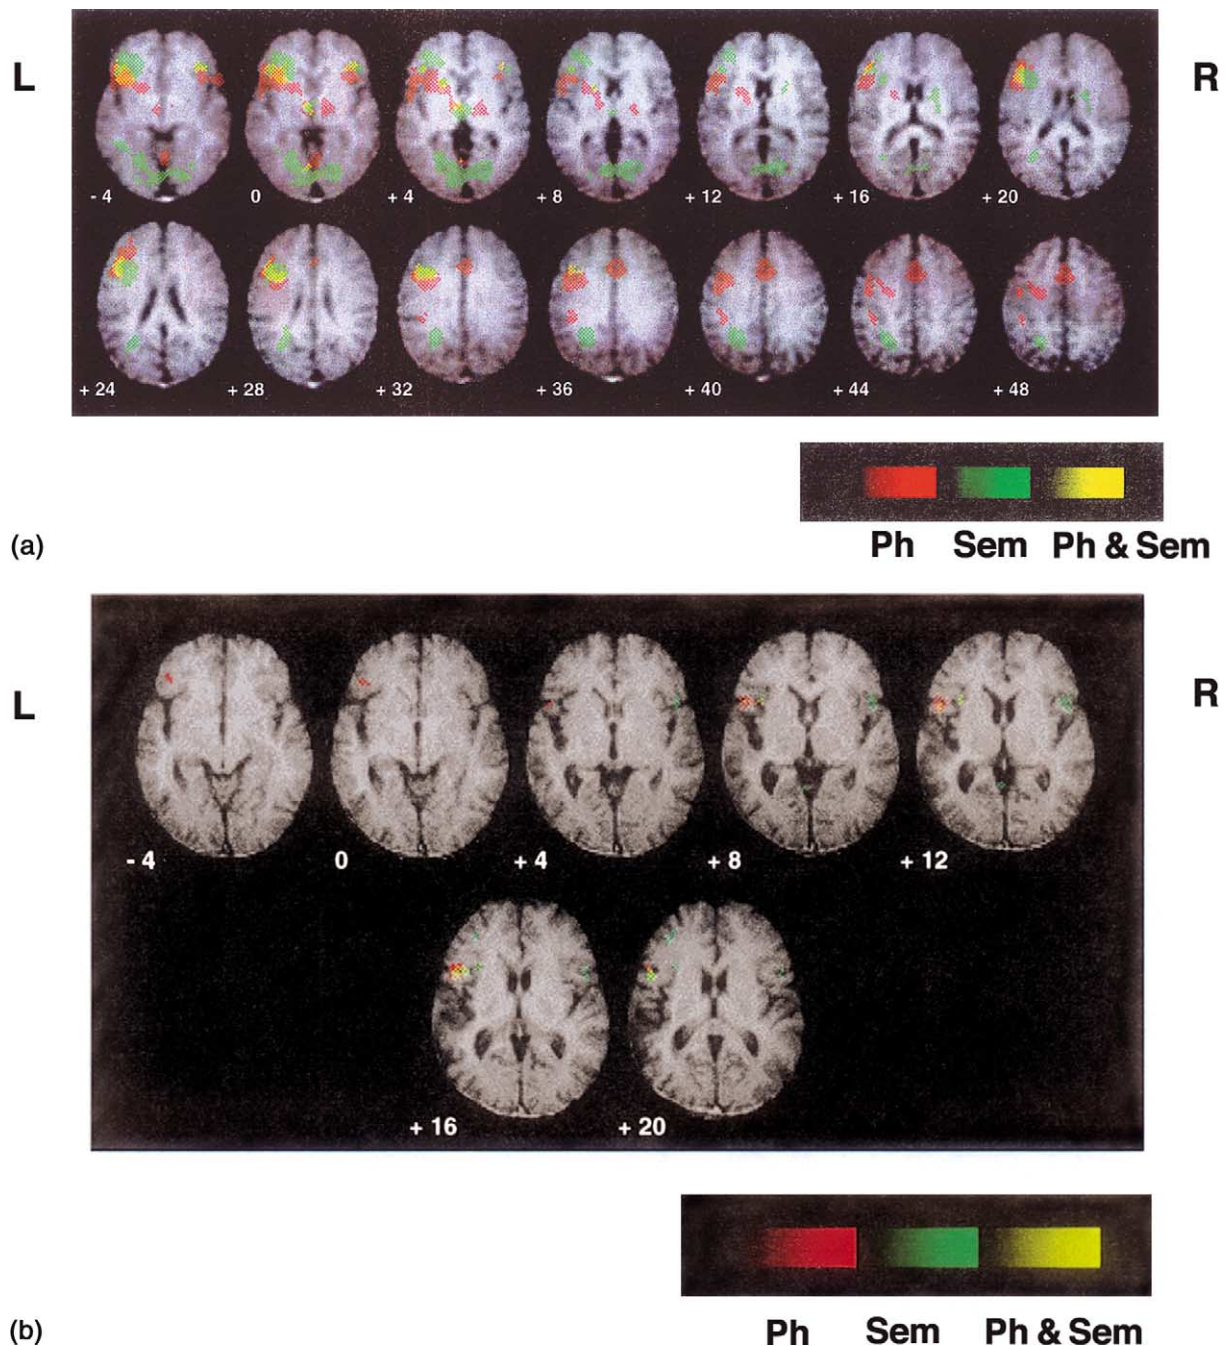 L R
- 4 0 + 4 + 8 + 12 + 16 + 20
+ 24 + 28 + 32 + 36 + 40 + 44 + 48
Ph Sem Ph & Sem
(a)
L R
- 4 0 + 4 + 8 + 12
+ 16 + 20
Ph Sem Ph & Sem
(b)